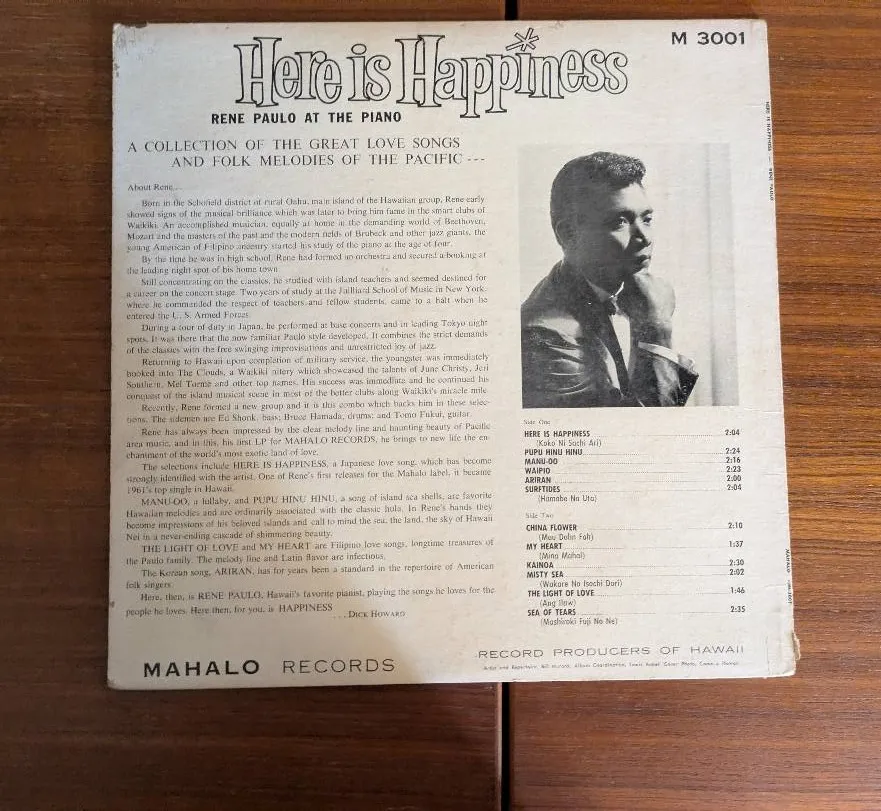 M 3001
Here is Happiness
RENE PAULO AT THE PIANO
A COLLECTION OF THE GREAT LOVE SONGS
AND FOLK MELODIES OF THE PACIFIC ---
About Rene...
Born in the Schofield district of rural Oahu, main island of the Hawaiian group, Rene early
showed signs of the musical brilliance which was later to bring him fame in the smart clubs of
Waikiki. An accomplished musician, equally at home at the demanding world of Beethoven,
Mozart and the masters of the past and the modern fields of Brubeck and other jazz giants, the
young American of Filipino ancestry started his study of the piano at the age of four.
By the time he was in high school, Rene had formed an orchestra and secured a booking at
the leading night spot of his home town.
Still concentrating on the classics, he studied with island teachers and seemed destined for
a career on the concert stage. Two years of study at the Juilliard School of Music in New York,
where he commanded the respect of teachers and fellow students, came to a halt when he
entered the U. S. Armed Forces.
During a tour of duty in Japan, he performed at base concerts and in leading Tokyo night
spots. It was there that the now familiar Paulo style developed. It combines the strict demands
of the classics with the free swinging improvisations and unrestricted joy of jazz.
Returning to Hawaii upon completion of military service, the youngster was immediately
booked into The Clouds, a Waikiki nitery which showcased the talents of June Christy, Jeri
Southern, Mel Torme and other top names. His success was immediate and he continued his
conquest of the island musical scene in most of the better clubs along Waikiki's miracle mile.
Recently, Rene formed a new group and it is this combo which backs him in these selec-
tions. The sidemen are Ed Shonk, bass; Bruce Hamada, drums; and Tomo Fukui, guitar.
Rene has always been impressed by the clear melody line and haunting beauty of Pacific
area music, and in this, his first LP for MAHALO RECORDS, he brings to new life the en-
chantment of the world's most exotic land of love.
The selections include HERE IS HAPPINESS, a Japanese love song, which has become
strongly identified with the artist. One of Rene's first releases for the Mahalo label, it became
1961's top single in Hawaii.
MANU-OO, a lullaby, and PUPU HINU HINU, a song of island sea shells, are favorite
Hawaiian melodies and are ordinarily associated with the classic hula. In Rene's hands they
become impressions of his beloved islands and call to mind the sea, the land, the sky of Hawaii
Nei in a never-ending cascade of shimmering beauty.
THE LIGHT OF LOVE and MY HEART are Filipino love songs, longtime treasures of
the Paulo family. The melody line and Latin flavor are infectious.
The Korean song, ARIRAN, has for years been a standard in the repertoire of American
folk singers.
Here, then, is RENE PAULO, Hawaii's favorite pianist, playing the songs he loves for the
people he loves. Here then, for you, is HAPPINESS
. . . DICK HOWARD
Side One
HERE IS HAPPINESS 2:04
(Koko Ni Sachi Ari)
PUPU HINU HINU 2:24
MANU-OO 2:16
WAIPIO 2:23
ARIRAN 2:00
SURFTIDES 2:04
(Hamabe No Uta)
Side Two
CHINA FLOWER 2:10
(Mau Dahn Fah)
MY HEART 1:37
(Mina Mahal)
KAINOA 2:30
MISTY SEA 2:02
(Wakare No Isochi Dori)
THE LIGHT OF LOVE 1:46
(Ang Ilaw)
SEA OF TEARS 2:35
(Mashiroki Fuji No Ne)
MAHALO RECORDS
RECORD PRODUCERS OF HAWAII
HERE IS HAPPINESS — RENE PAULO
MAHALO